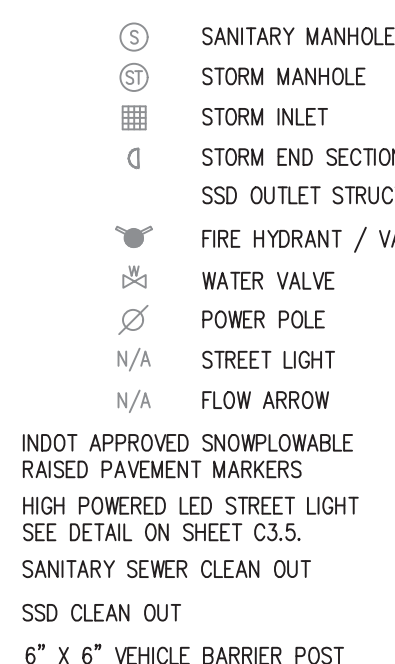 S SANITARY MANHOLE
ST STORM MANHOLE
STORM INLET
STORM END SECTION
SSD OUTLET
FIRE HYDRANT /
W WATER VALVE
POWER POLE
N/A STREET LIGHT
N/A FLOW ARROW
INDOT APPROVED SNOWPLOWABLE
RAISED PAVEMENT MARKERS
HIGH POWERED LED STREET LIGHT
SEE DETAIL ON SHEET C3.5.
SANITARY SEWER CLEAN OUT
SSD CLEAN OUT
6" X 6" VEHICLE BARRIER POST